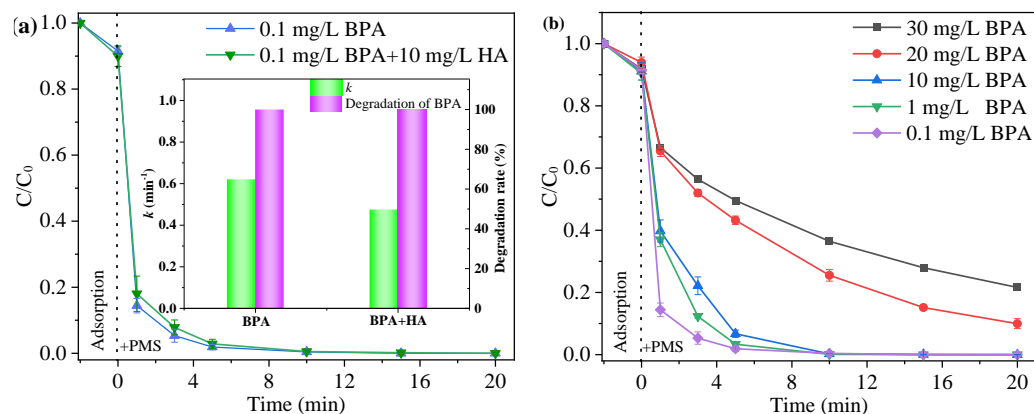 (a)
0.1 mg/L BPA
0.1 mg/L BPA+10 mg/L HA
C/C0
1.0
0.8
0.6
0.4
0.2
0.0
Adsorption
+PMS
0 4 8 12 16 20
Time (min)
k
Degradation of BPA
k (min-1)
1.0
0.8
0.6
0.4
0.2
0.0
BPA BPA+HA
100
80
60
40
20
0
Degradation rate (%)
(b)
30 mg/L BPA
20 mg/L BPA
10 mg/L BPA
1 mg/L BPA
0.1 mg/L BPA
C/C0
1.0
0.8
0.6
0.4
0.2
0.0
Adsorption
+PMS
0 4 8 12 16 20
Time (min)